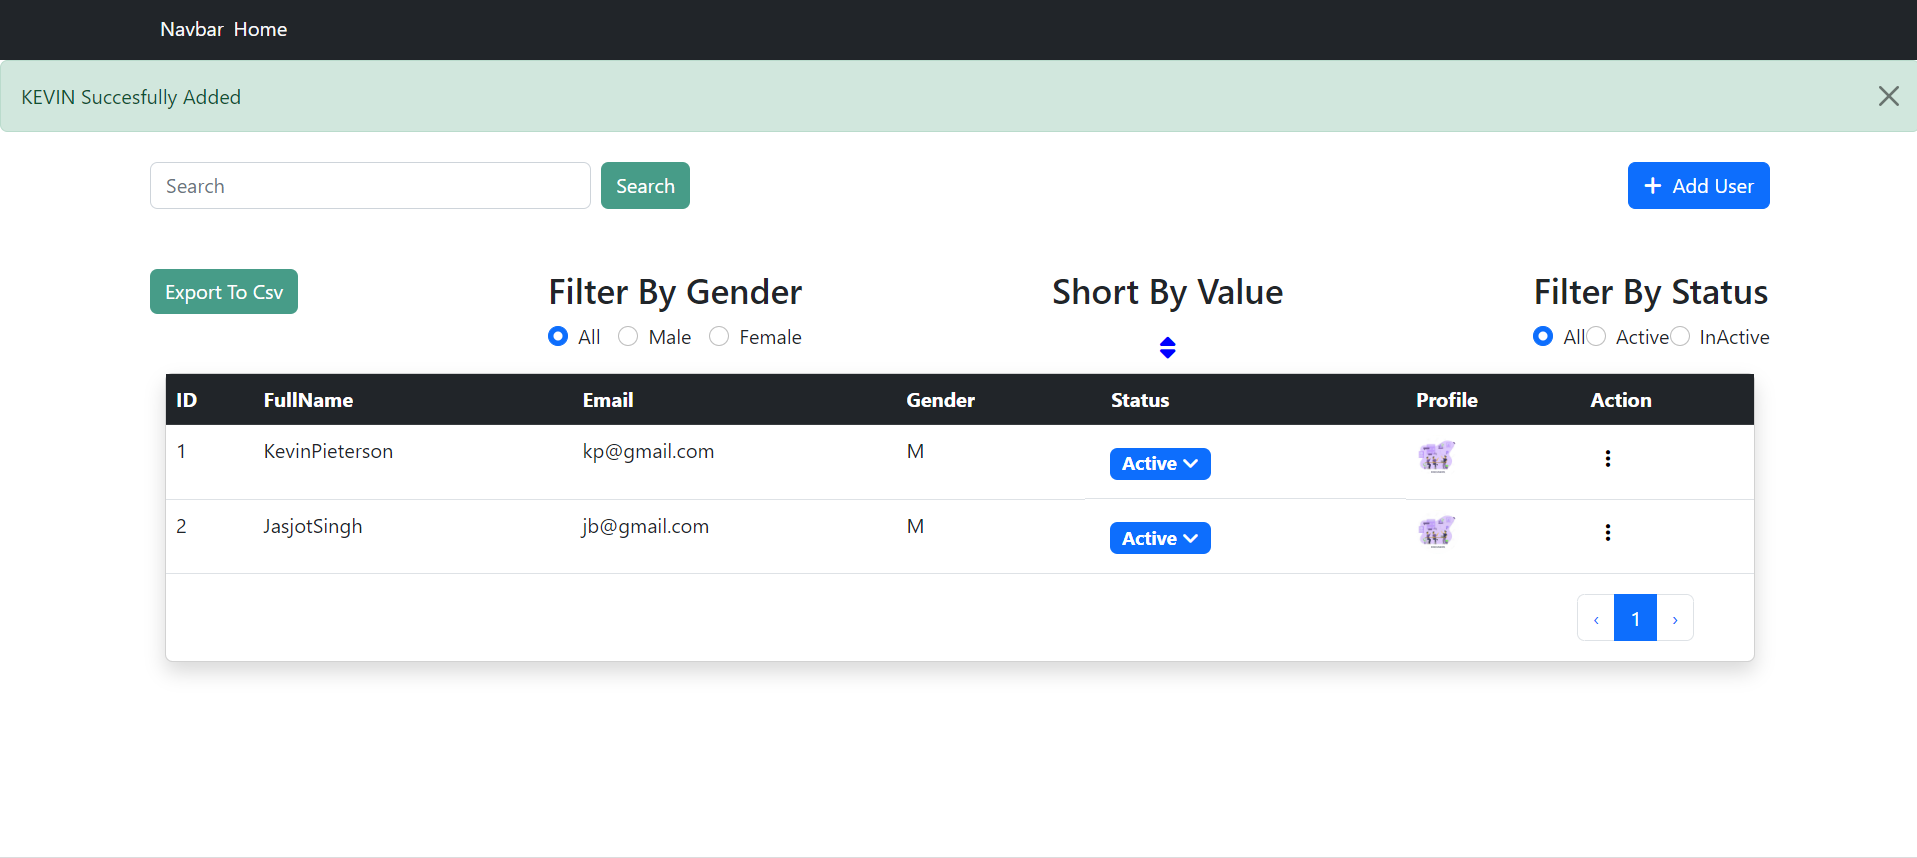 Navbar Home
KEVIN Succesfully Added
Search Search Add User
Export To Csv Filter By Gender Short By Value Filter By Status
All Male Female All Active InActive
ID FullName Email Gender Status Profile Action
1 KevinPieterson kp@gmail.com M Active
2 JasjotSingh jb@gmail.com M Active
‹ 1 ›